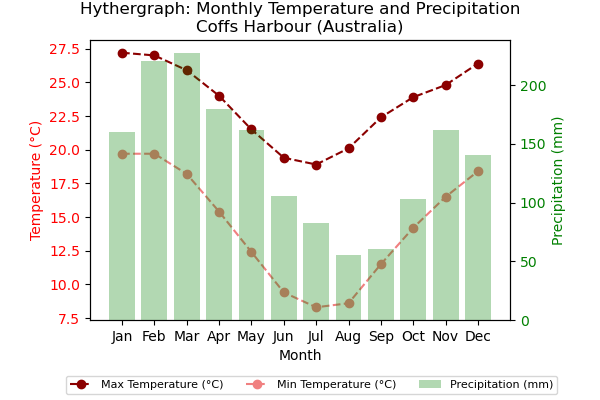 Hythergraph: Monthly Temperature and Precipitation
Coffs Harbour (Australia)
27.5
25.0
22.5
20.0
17.5
15.0
12.5
10.0
7.5
Temperature (°C)
200
150
100
50
0
Precipitation (mm)
Jan Feb Mar Apr May Jun Jul Aug Sep Oct Nov Dec
Month
Max Temperature (°C) Min Temperature (°C) Precipitation (mm)